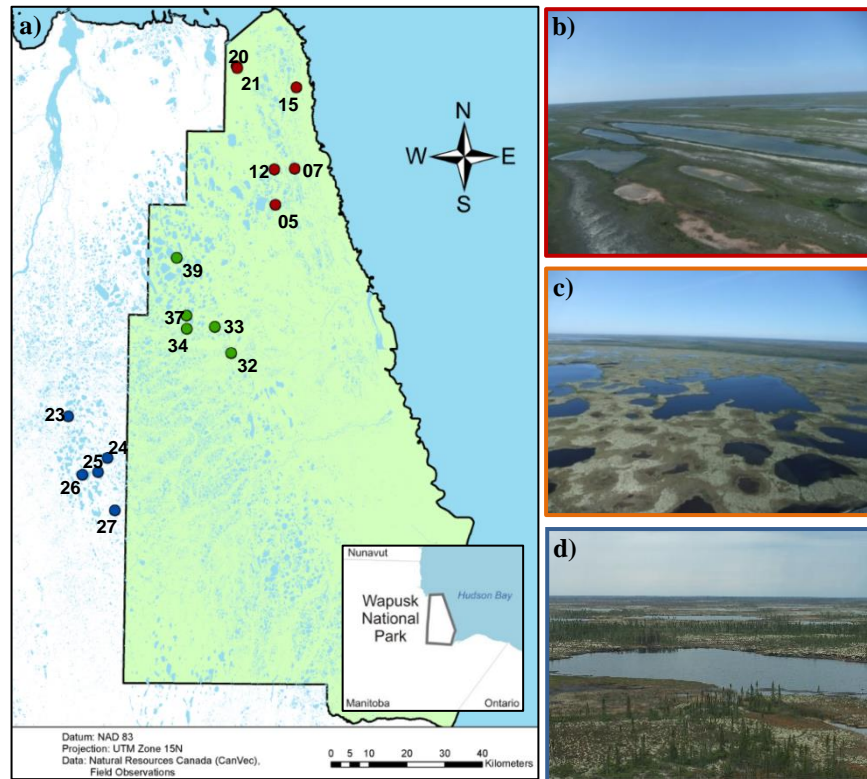 a)
20
21
15
N
W E
S
12
07
05
39
37
33
34
32
23
24
25
26
27
Nunavut
Hudson Bay
Wapusk
National
Park
Manitoba
Ontario
Datum: NAD 83
Projection: UTM Zone 15N
Data: Natural Resources Canada (CanVec),
Field Observations
0 5 10 20 30 40
Kilometers
b)
c)
d)